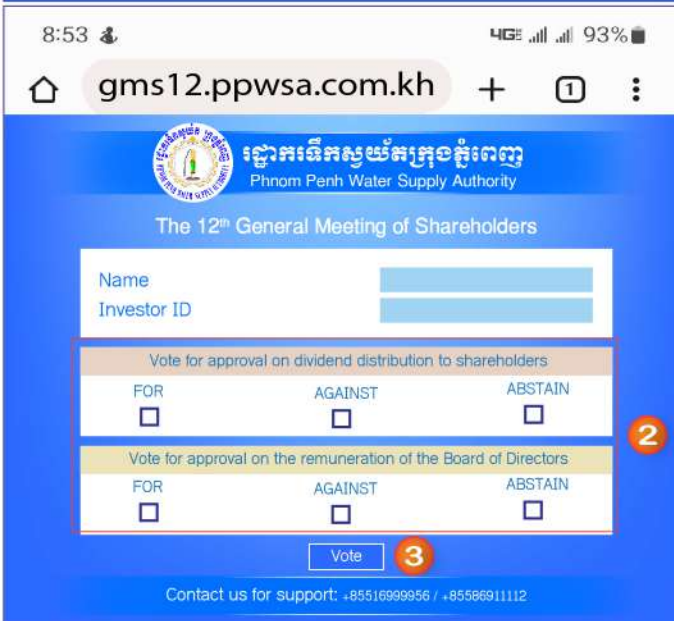 8:53 4G 93%
gms12.ppwsa.com.kh + 1
រដ្ឋាករទឹកស្វយ័តក្រុងភ្នំពេញ
Phnom Penh Water Supply Authority
The 12th General Meeting of Shareholders
Name
Investor ID
Vote for approval on dividend distribution to shareholders
FOR AGAINST ABSTAIN
2
Vote for approval on the remuneration of the Board of Directors
FOR AGAINST ABSTAIN
Vote 3
Contact us for support: +85516999956 / +85586911112